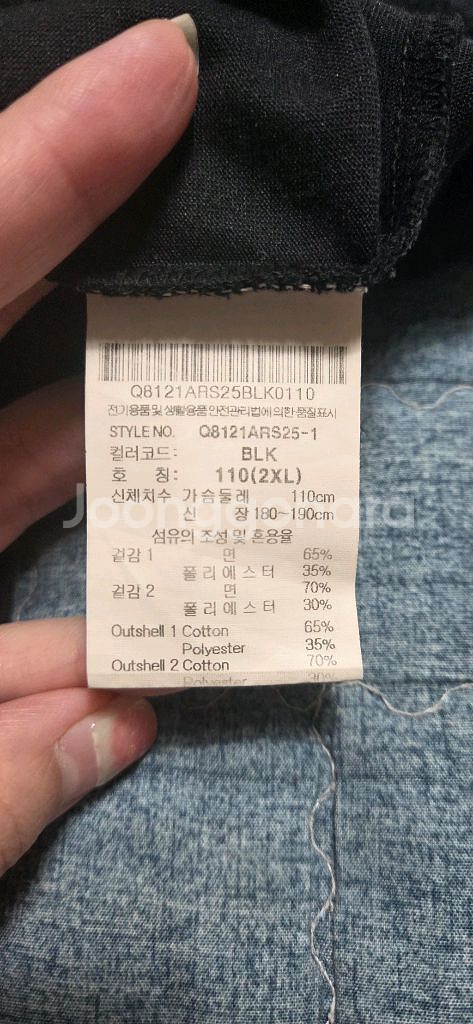 Q8121ARS25BLK0110
전기용품및 생활용품 안전관리법에 의한 품질표시
STYLE NO. Q8121ARS25-1
컬러코드: BLK
호 칭: 110(2XL)
신체치수 가슴둘레 110cm
신 장 180~190cm
Joonggonara
섬유의 조성 및 혼용율
겉감 1 면 65%
폴리에스터 35%
겉감 2 면 70%
폴리에스터 30%
Outshell 1 Cotton 65%
Polyester 35%
Outshell 2 Cotton 70%
Polyester 30%